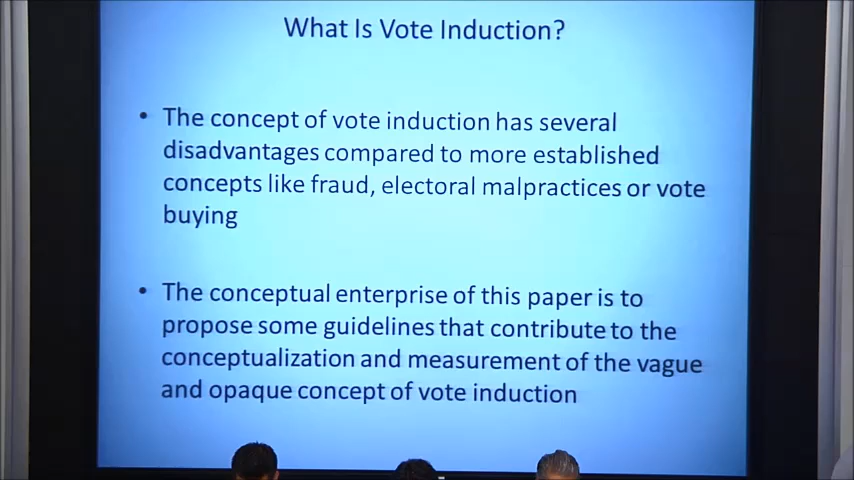 What Is Vote Induction?
• The concept of vote induction has several
disadvantages compared to more established
concepts like fraud, electoral malpractices or vote
buying
• The conceptual enterprise of this paper is to
propose some guidelines that contribute to the
conceptualization and measurement of the vague
and opaque concept of vote induction